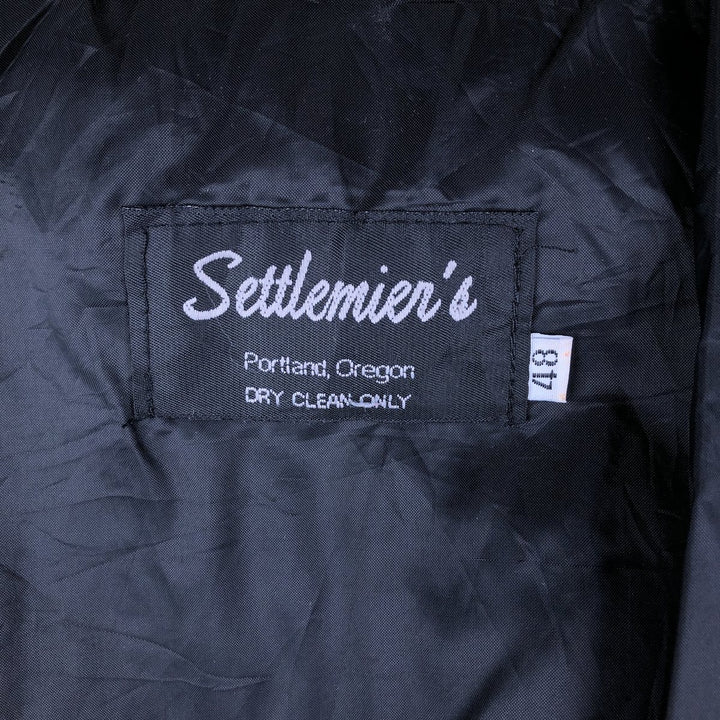 Settlemier's
Portland, Oregon
DRY CLEAN ONLY
48